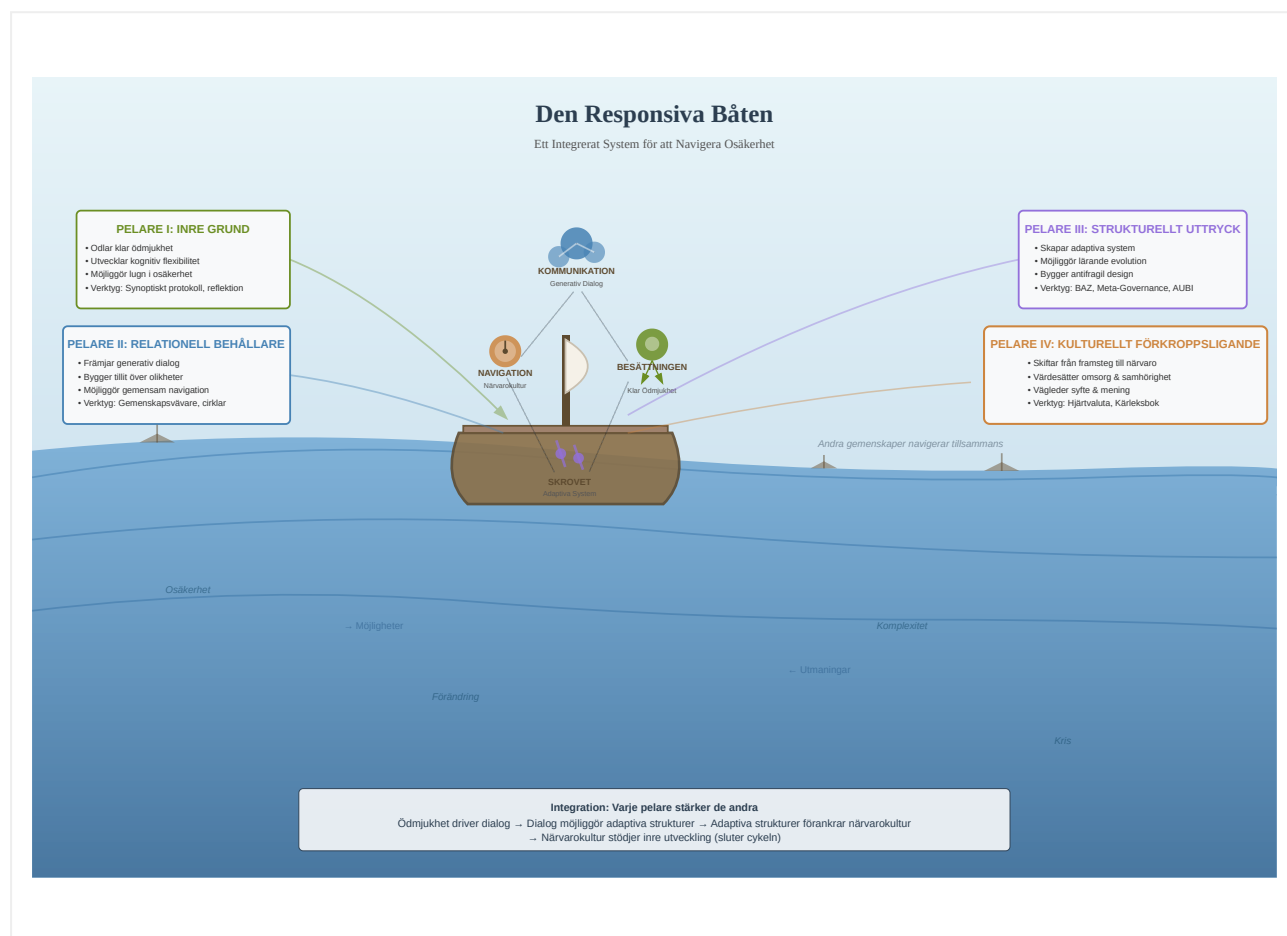 Den Responsiva Båten
Ett Integrerat System för att Navigera Osäkerhet
PELARE I: INRE GRUND
• Odlar klar ödmjukhet
• Utvecklar kognitiv flexibilitet
• Möjliggör lugn i osäkerhet
• Verktyg: Synoptiskt protokoll, reflektion
PELARE II: RELATIONELL BEHÅLLARE
• Främjar generativ dialog
• Bygger tillit över olikheter
• Möjliggör gemensam navigation
• Verktyg: Gemenskapsvävare, cirklar
KOMMUNIKATION
Generativ Dialog
NAVIGATION
Närvarokultur
BESÄTTNINGEN
Klar Ödmjukhet
SKROVET
Adaptiva System
PELARE III: STRUKTURELLT UTTRYCK
• Skapar adaptiva system
• Möjliggör lärande evolution
• Bygger antifragil design
• Verktyg: BAZ, Meta-Governance, AUBI
PELARE IV: KULTURELLT FÖRKROPPSLIGANDE
• Skiftar från framsteg till närvaro
• Värdesätter omsorg & samhörighet
• Vägleder syfte & mening
• Verktyg: Hjärtvaluta, Kärleksbok
Andra gemenskaper navigerar tillsammans
Osäkerhet
→ Möjligheter
Komplexitet
← Utmaningar
Förändring
Kris
Integration: Varje pelare stärker de andra
Ödmjukhet driver dialog → Dialog möjliggör adaptiva strukturer → Adaptiva strukturer förankrar närvarokultur
→ Närvarokultur stödjer inre utveckling (sluter cykeln)